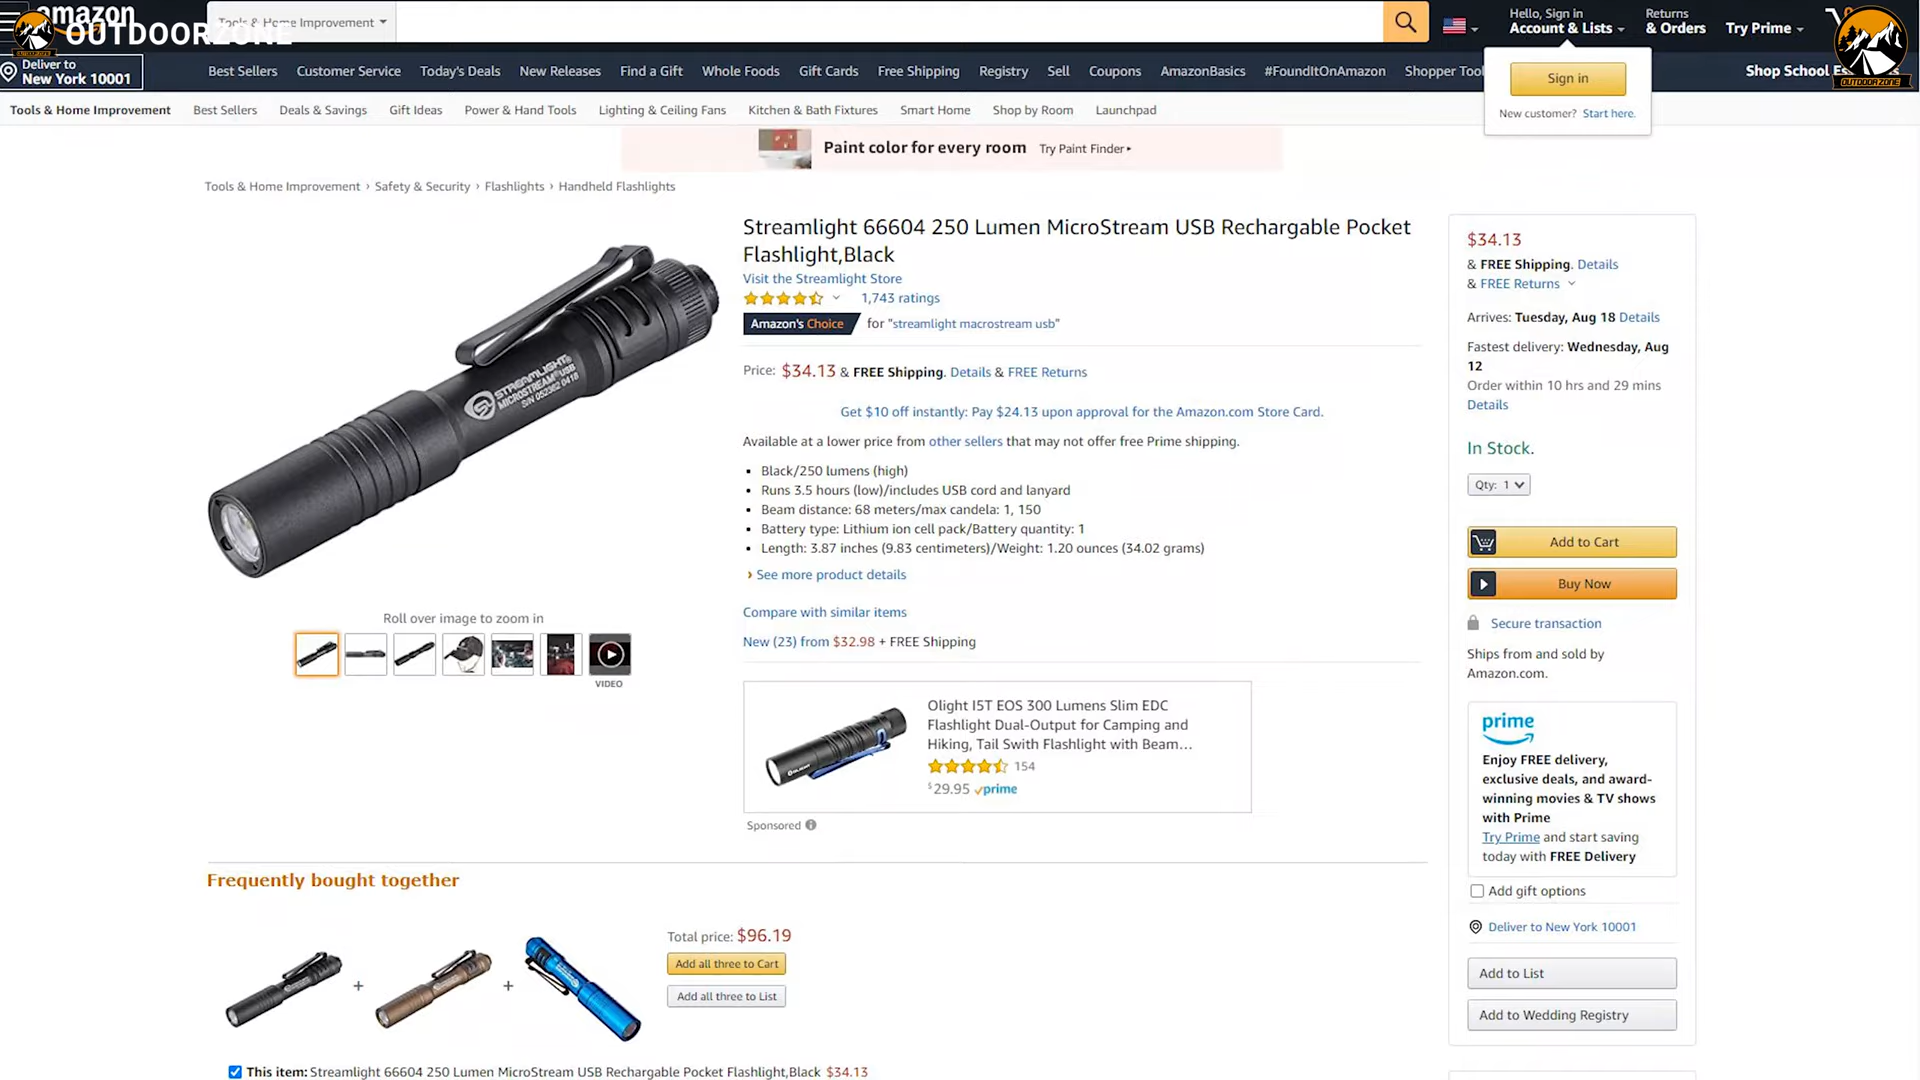 amazon
OUTDOORZONE
Tools & Home Improvement
Hello, Sign in
Account & Lists
Returns
& Orders
Try Prime
0
OUTDOORZONE
OUTDOORZONE
Deliver to
New York 10001
Best Sellers
Customer Service
Today's Deals
New Releases
Find a Gift
Whole Foods
Gift Cards
Free Shipping
Registry
Sell
Coupons
AmazonBasics
#FoundItOnAmazon
Shopper Tool
Shop School Es
Sign in
New customer? Start here.
Tools & Home Improvement
Best Sellers
Deals & Savings
Gift Ideas
Power & Hand Tools
Lighting & Ceiling Fans
Kitchen & Bath Fixtures
Smart Home
Shop by Room
Launchpad
Paint color for every room Try Paint Finder ▸
Tools & Home Improvement › Safety & Security › Flashlights › Handheld Flashlights
STREAMLIGHT®
MICROSTREAM® USB
S/N 052362 0418
Roll over image to zoom in
VIDEO
Streamlight 66604 250 Lumen MicroStream USB Rechargable Pocket
Flashlight,Black
Visit the Streamlight Store
1,743 ratings
Amazon's Choice for "streamlight macrostream usb"
Price: $34.13 & FREE Shipping. Details & FREE Returns
Get $10 off instantly: Pay $24.13 upon approval for the Amazon.com Store Card.
Available at a lower price from other sellers that may not offer free Prime shipping.
Black/250 lumens (high)
Runs 3.5 hours (low)/includes USB cord and lanyard
Beam distance: 68 meters/max candela: 1, 150
Battery type: Lithium ion cell pack/Battery quantity: 1
Length: 3.87 inches (9.83 centimeters)/Weight: 1.20 ounces (34.02 grams)
› See more product details
Compare with similar items
New (23) from $32.98 + FREE Shipping
Olight I5T EOS 300 Lumens Slim EDC
Flashlight Dual-Output for Camping and
Hiking, Tail Swith Flashlight with Beam...
154
$29.95 prime
Sponsored
$34.13
& FREE Shipping. Details
& FREE Returns
Arrives: Tuesday, Aug 18 Details
Fastest delivery: Wednesday, Aug
12
Order within 10 hrs and 29 mins
Details
In Stock.
Qty: 1
Add to Cart
Buy Now
Secure transaction
Ships from and sold by
Amazon.com.
prime
Enjoy FREE delivery,
exclusive deals, and award-
winning movies & TV shows
with Prime
Try Prime and start saving
today with FREE Delivery
Add gift options
Deliver to New York 10001
Add to List
Add to Wedding Registry
Frequently bought together
+
+
Total price: $96.19
Add all three to Cart
Add all three to List
This item: Streamlight 66604 250 Lumen MicroStream USB Rechargable Pocket Flashlight,Black $34.13